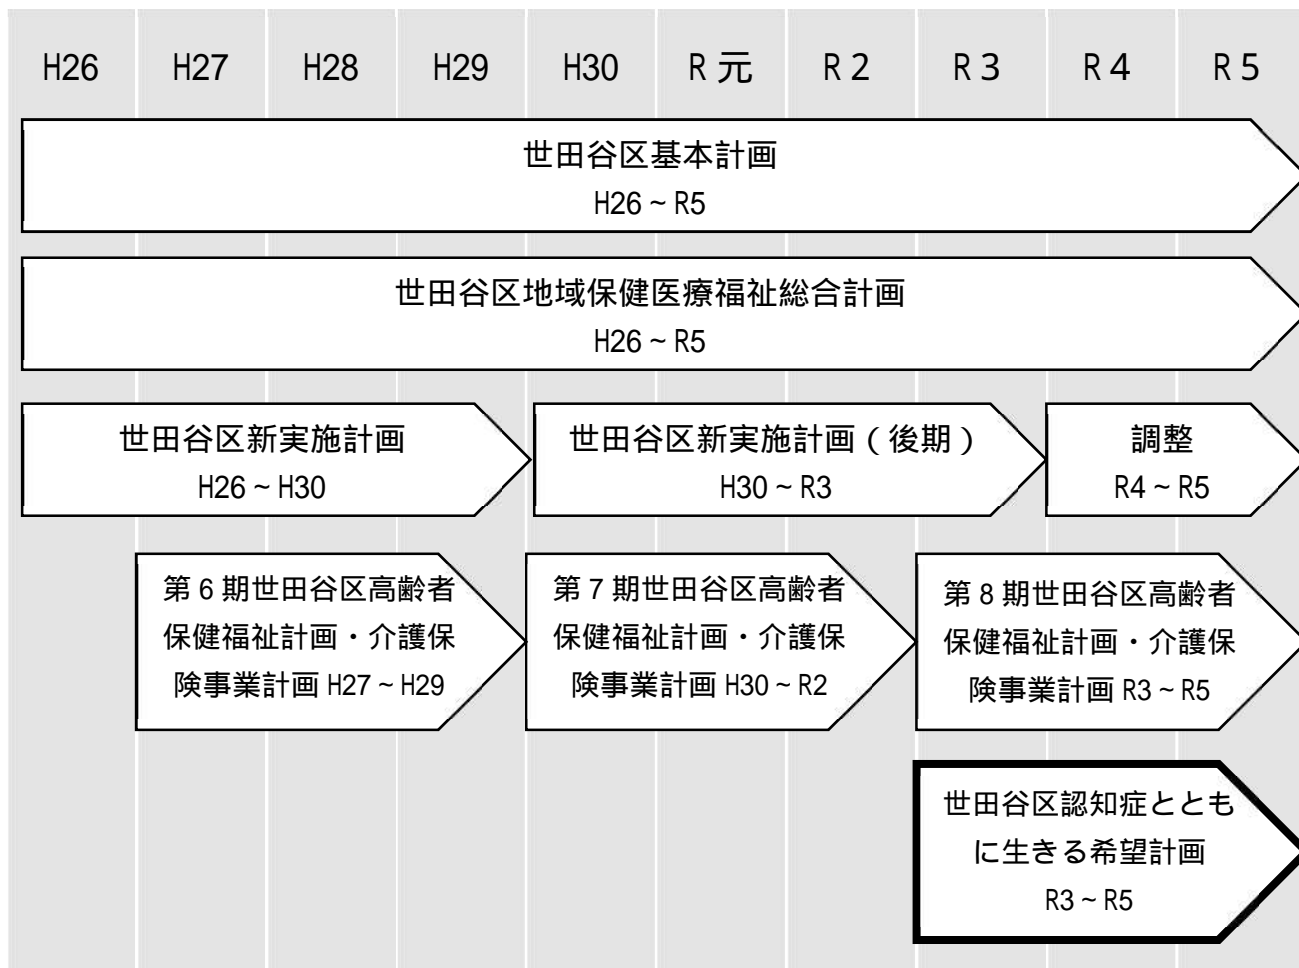 H26 H27 H28 H29 H30 R元 R2 R3 R4 R5
世田谷区基本計画
H26~R5
世田谷区地域保健医療福祉総合計画
H26~R5
世田谷区新実施計画
H26~H30
世田谷区新実施計画(後期)
H30~R3
調整
R4~R5
第6期世田谷区高齢者
保健福祉計画・介護保
険事業計画 H27~H29
第7期世田谷区高齢者
保健福祉計画・介護保
険事業計画 H30~R2
第8期世田谷区高齢者
保健福祉計画・介護保
険事業計画 R3~R5
世田谷区認知症ととも
に生きる希望計画
R3~R5